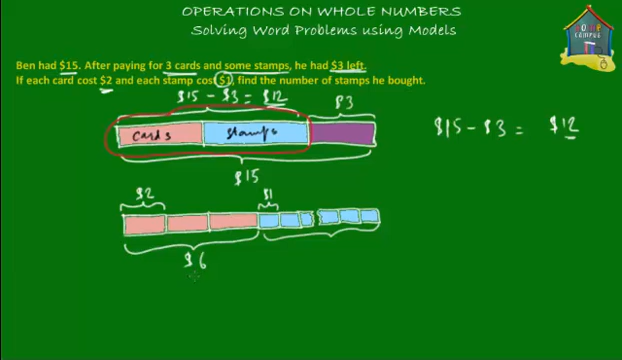 OPERATIONS ON WHOLE NUMBERS
Solving Word Problems using Models
HOME
CAMPUS
Ben had $15. After paying for 3 cards and some stamps, he had $3 left.
If each card cost $2 and each stamp cost $1, find the number of stamps he bought.
$15 - $3 = $12
$3
cards
stamps
$15 - $3 = $12
$15
$2
$1
$6